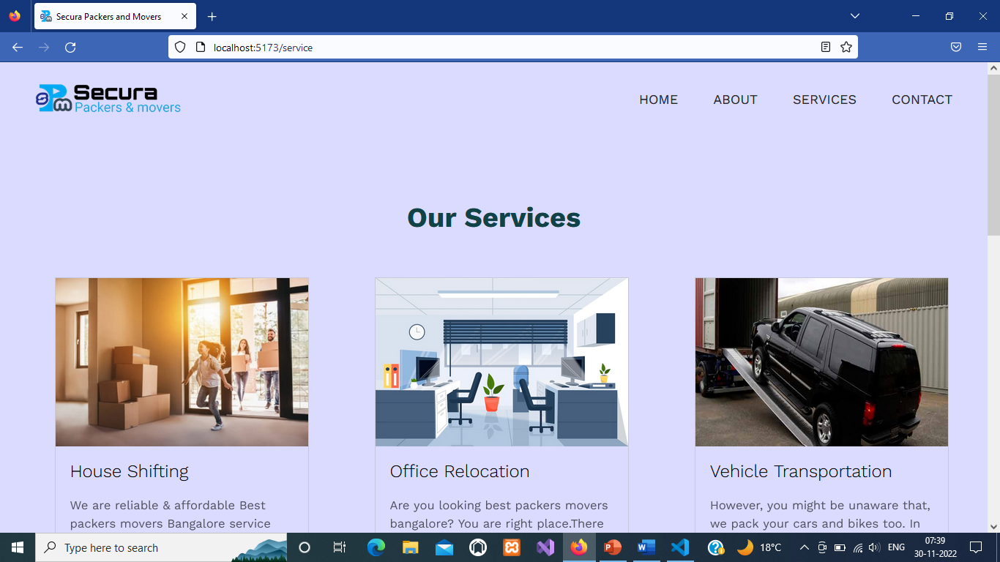 Secura Packers and Movers
localhost:5173/service
Secura
Packers & movers
HOME ABOUT SERVICES CONTACT
Our Services
House Shifting
We are reliable & affordable Best
packers movers Bangalore service
Office Relocation
Are you looking best packers movers
bangalore? You are right place.There
Vehicle Transportation
However, you might be unaware that,
we pack your cars and bikes too. In
Type here to search
18°C
ENG
07:39
30-11-2022